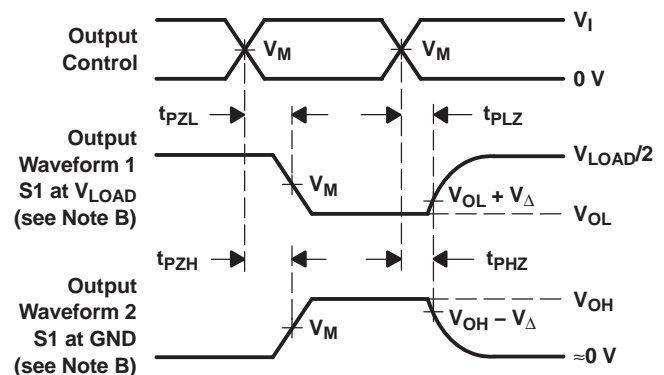 Output
Control
V_M
V_M
V_I
0 V
t_PZL
t_PLZ
Output
Waveform 1
S1 at V_LOAD
(see Note B)
V_M
V_LOAD/2
V_OL + V_Δ
V_OL
t_PZH
t_PHZ
Output
Waveform 2
S1 at GND
(see Note B)
V_M
V_OH
V_OH – V_Δ
≈0 V